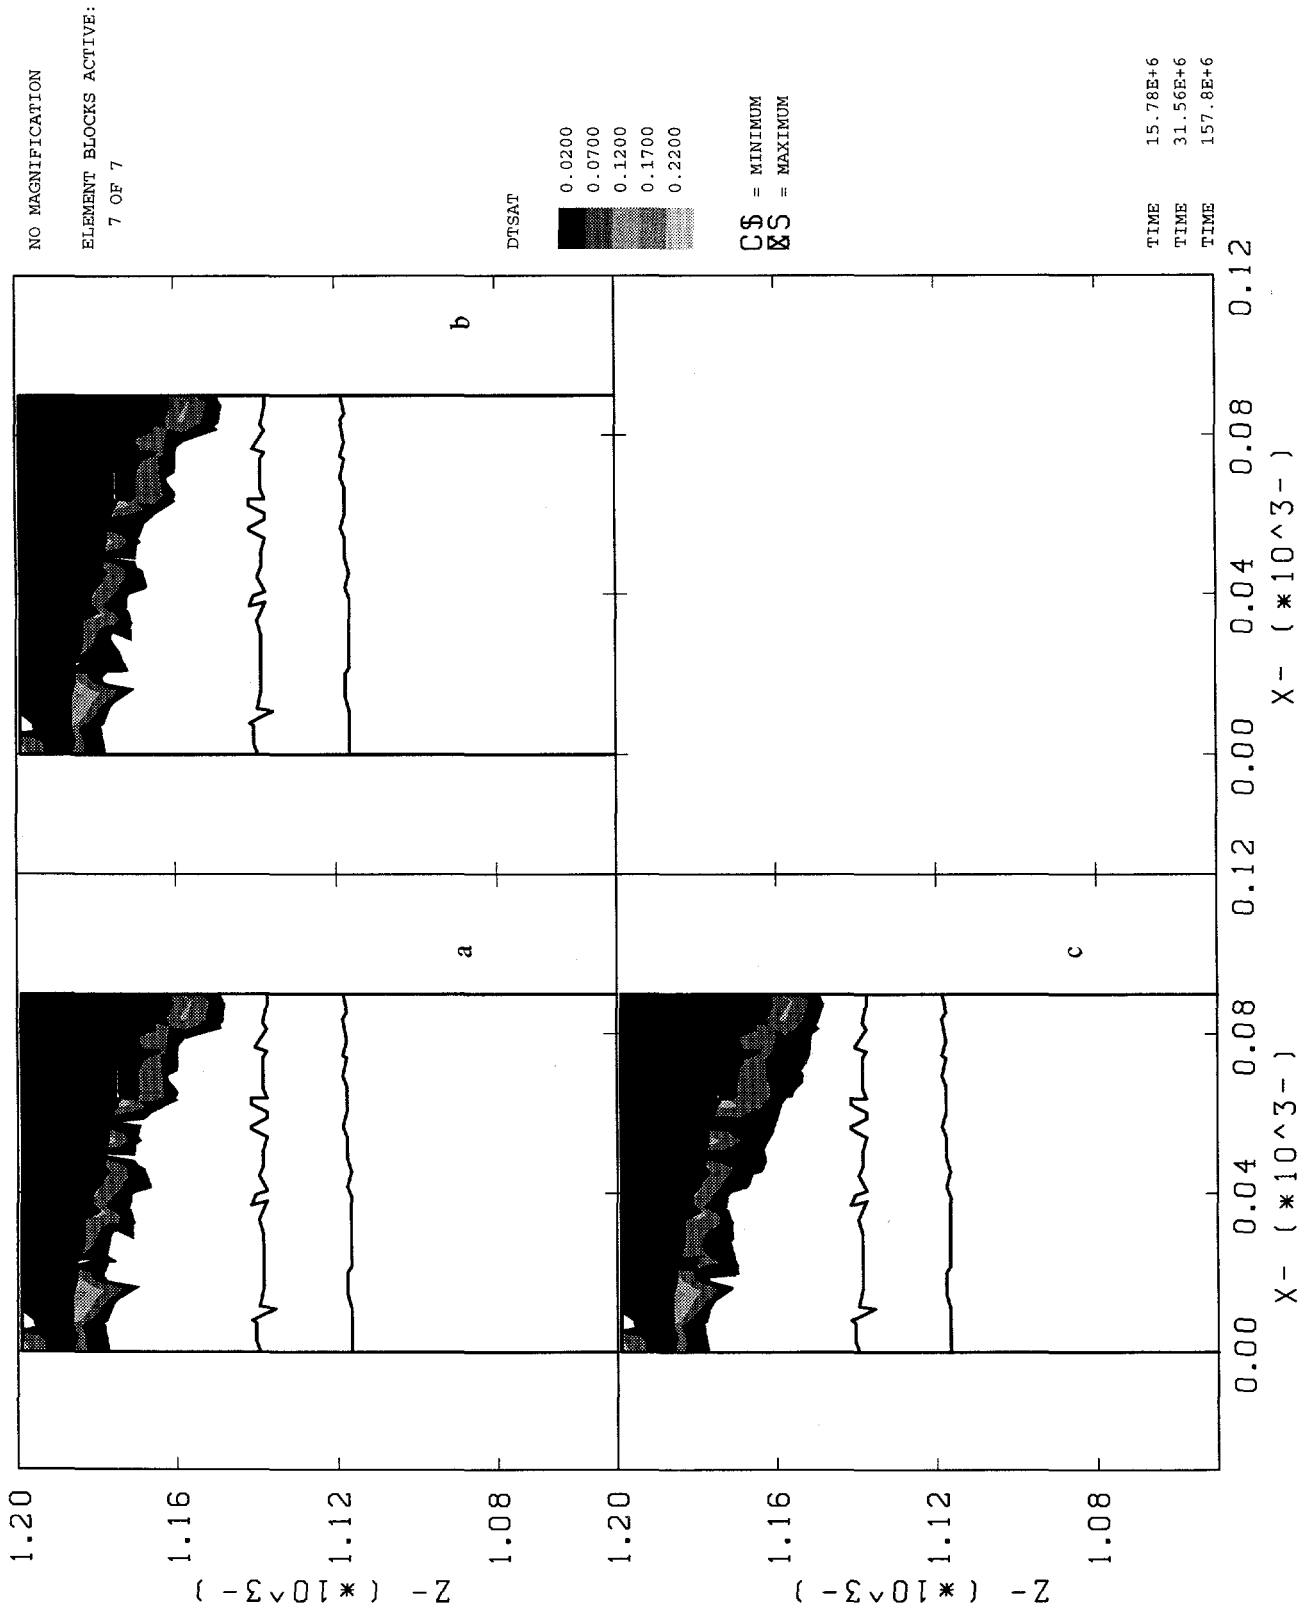 NO MAGNIFICATION
ELEMENT BLOCKS ACTIVE:
7 OF 7
DTSAT
0.0200
0.0700
0.1200
0.1700
0.2200
= MINIMUM
= MAXIMUM
TIME 15.78E+6
TIME 31.56E+6
TIME 157.8E+6
a
b
c
1.20
1.16
1.12
1.08
Z- (*10^3-)
1.20
1.16
1.12
1.08
Z- (*10^3-)
0.00 0.04 0.08 0.12
X- (*10^3-)
0.00 0.04 0.08 0.12
X- (*10^3-)